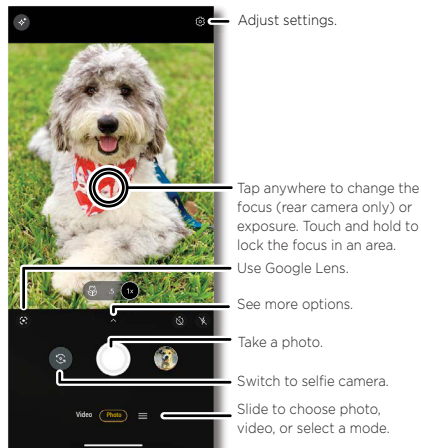 Adjust settings.
Tap anywhere to change the
focus (rear camera only) or
exposure. Touch and hold to
lock the focus in an area.
Use Google Lens.
.5 1x
See more options.
Take a photo.
Switch to selfie camera.
Video Photo
Slide to choose photo,
video, or select a mode.